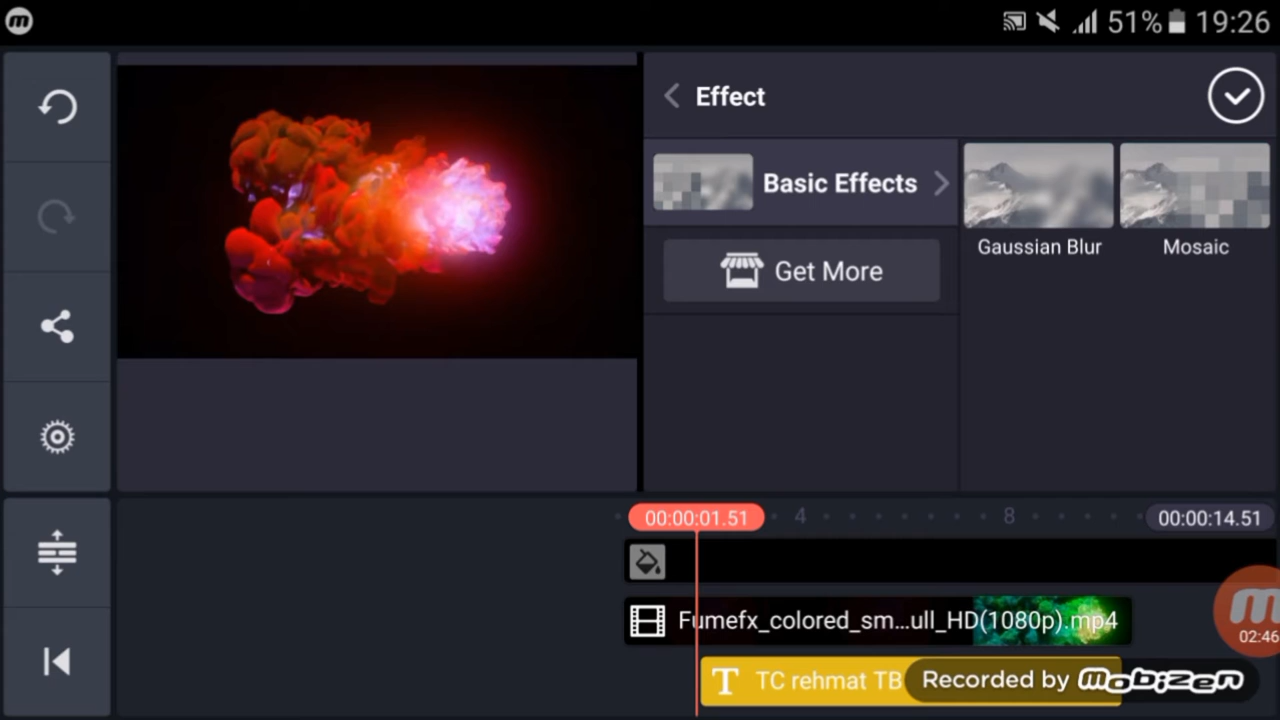 51% 19:26
Effect
Basic Effects
Get More
Gaussian Blur
Mosaic
00:00:01.51
4
8
00:00:14.51
Fumefx_colored_sm...ull_HD(1080p).mp4
02:46
T TC rehmat TB
Recorded by mobizen